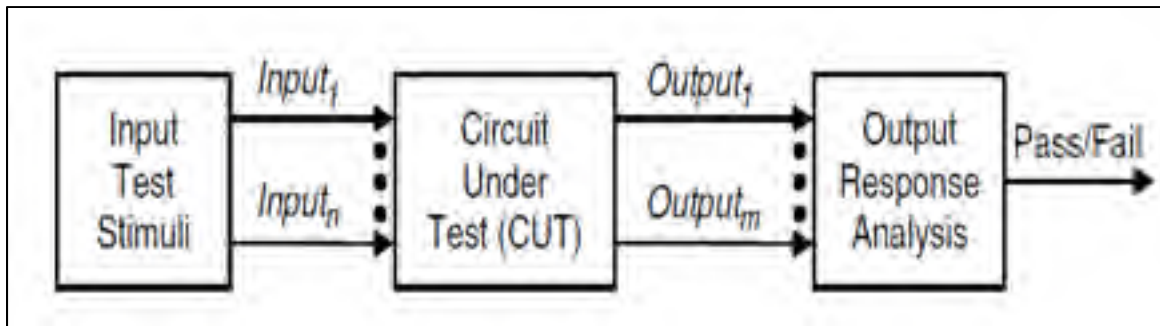 Input
Test
Stimuli
Input₁
Inputₙ
Circuit
Under
Test (CUT)
Output₁
Outputₘ
Output
Response
Analysis
Pass/Fail